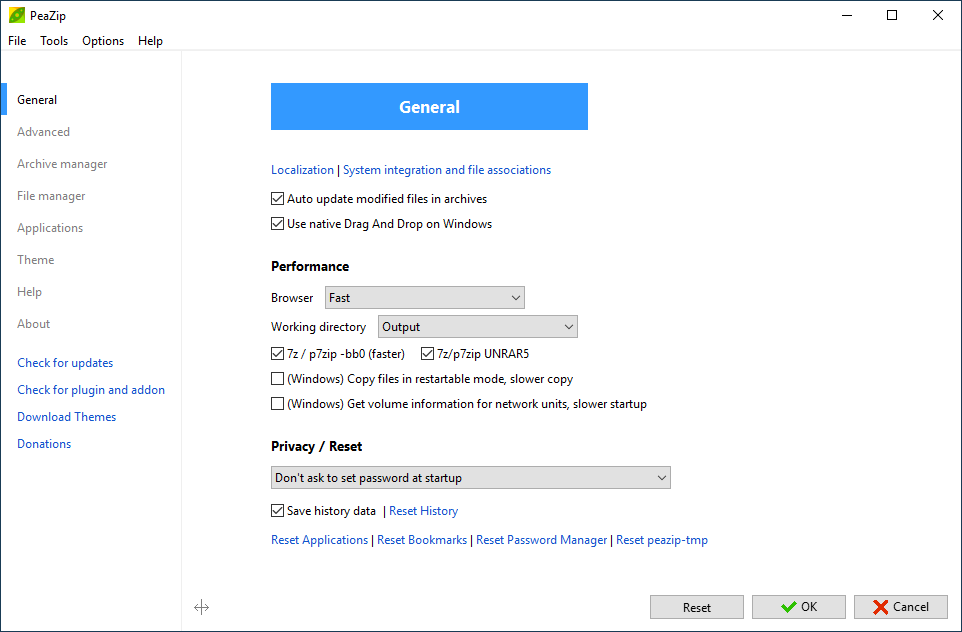 PeaZip
File Tools Options Help
General
Advanced
Archive manager
File manager
Applications
Theme
Help
About
Check for updates
Check for plugin and addon
Download Themes
Donations
General
Localization | System integration and file associations
Auto update modified files in archives
Use native Drag And Drop on Windows
Performance
Browser Fast
Working directory Output
7z / p7zip -bb0 (faster) 7z/p7zip UNRAR5
(Windows) Copy files in restartable mode, slower copy
(Windows) Get volume information for network units, slower startup
Privacy / Reset
Don't ask to set password at startup
Save history data | Reset History
Reset Applications | Reset Bookmarks | Reset Password Manager | Reset peazip-tmp
Reset OK Cancel